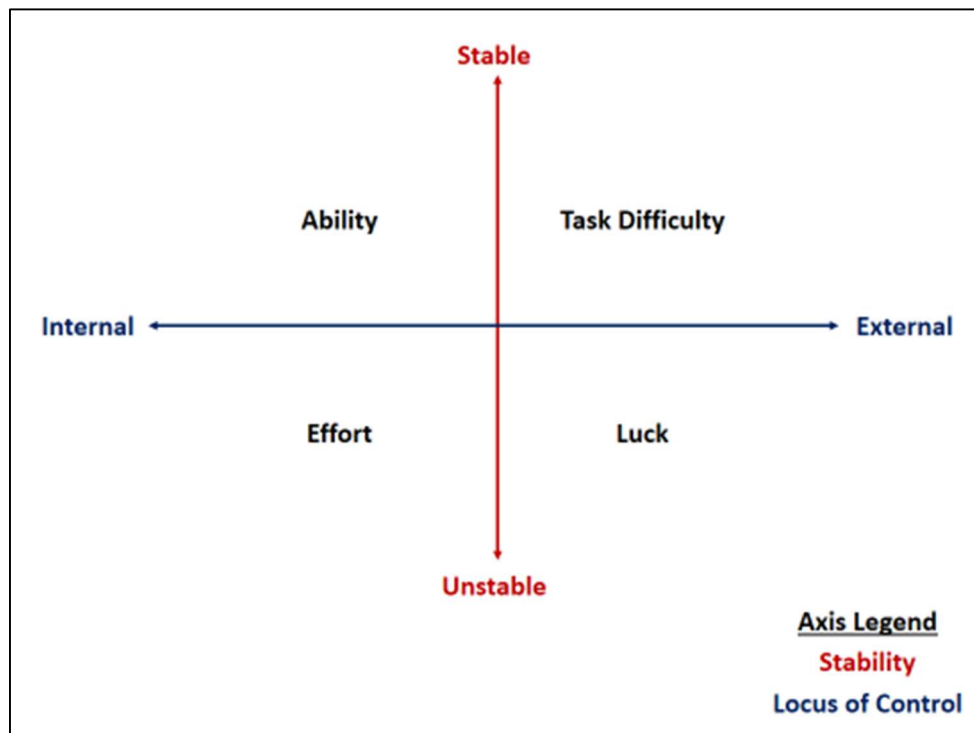 Stable
Ability Task Difficulty
Internal External
Effort Luck
Unstable
Axis Legend
Stability
Locus of Control